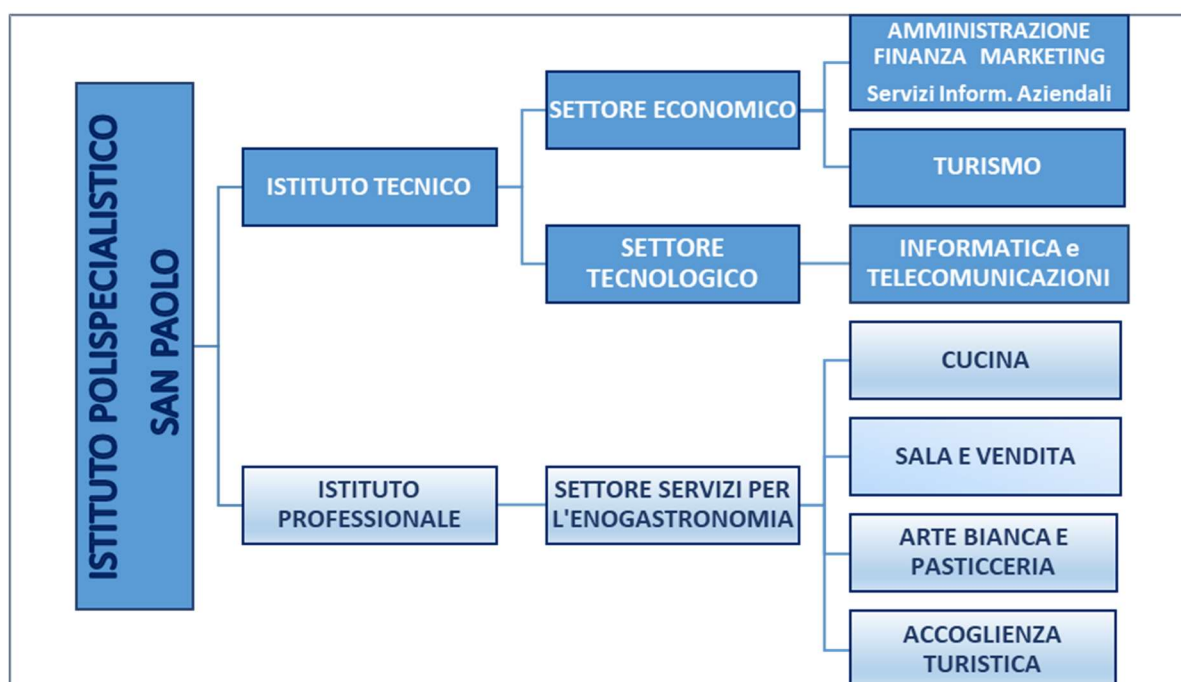 ISTITUTO POLISPECIALISTICO
SAN PAOLO
ISTITUTO TECNICO
SETTORE ECONOMICO
AMMINISTRAZIONE
FINANZA MARKETING
Servizi Inform. Aziendali
TURISMO
SETTORE
TECNOLOGICO
INFORMATICA e
TELECOMUNICAZIONI
ISTITUTO
PROFESSIONALE
SETTORE SERVIZI PER
L'ENOGASTRONOMIA
CUCINA
SALA E VENDITA
ARTE BIANCA E
PASTICCERIA
ACCOGLIENZA
TURISTICA